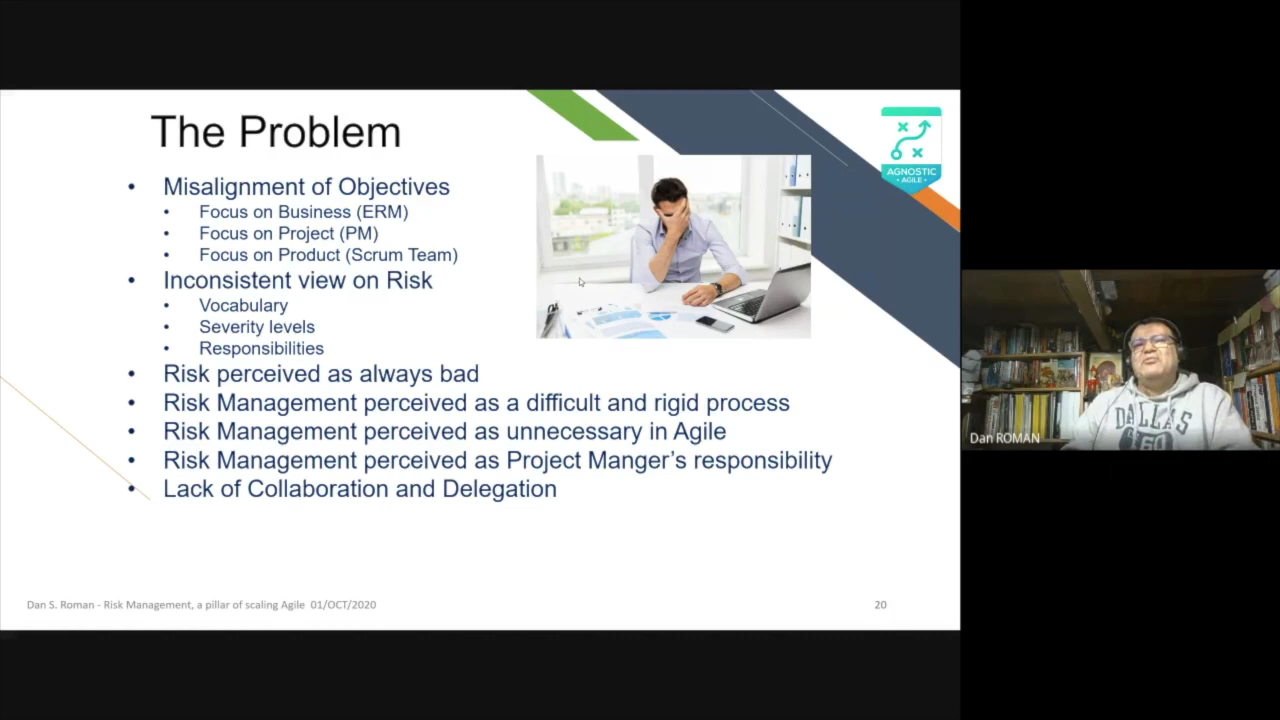 The Problem
AGNOSTIC
• AGILE •
• Misalignment of Objectives
• Focus on Business (ERM)
• Focus on Project (PM)
• Focus on Product (Scrum Team)
• Inconsistent view on Risk
• Vocabulary
• Severity levels
• Responsibilities
• Risk perceived as always bad
• Risk Management perceived as a difficult and rigid process
• Risk Management perceived as unnecessary in Agile
• Risk Management perceived as Project Manger’s responsibility
• Lack of Collaboration and Delegation
Dan S. Roman - Risk Management, a pillar of scaling Agile 01/OCT/2020
20
DALLAS
Dan ROMAN